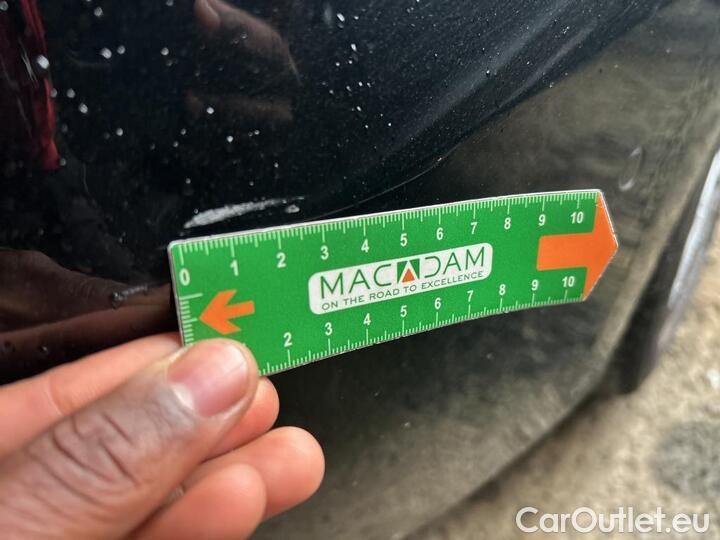 0 1 2 3 4 5 6 7 8 9 10
MACADAM
ON THE ROAD TO EXCELLENCE
2 3 4 5 6 7 8 9 10
CarOutlet.eu